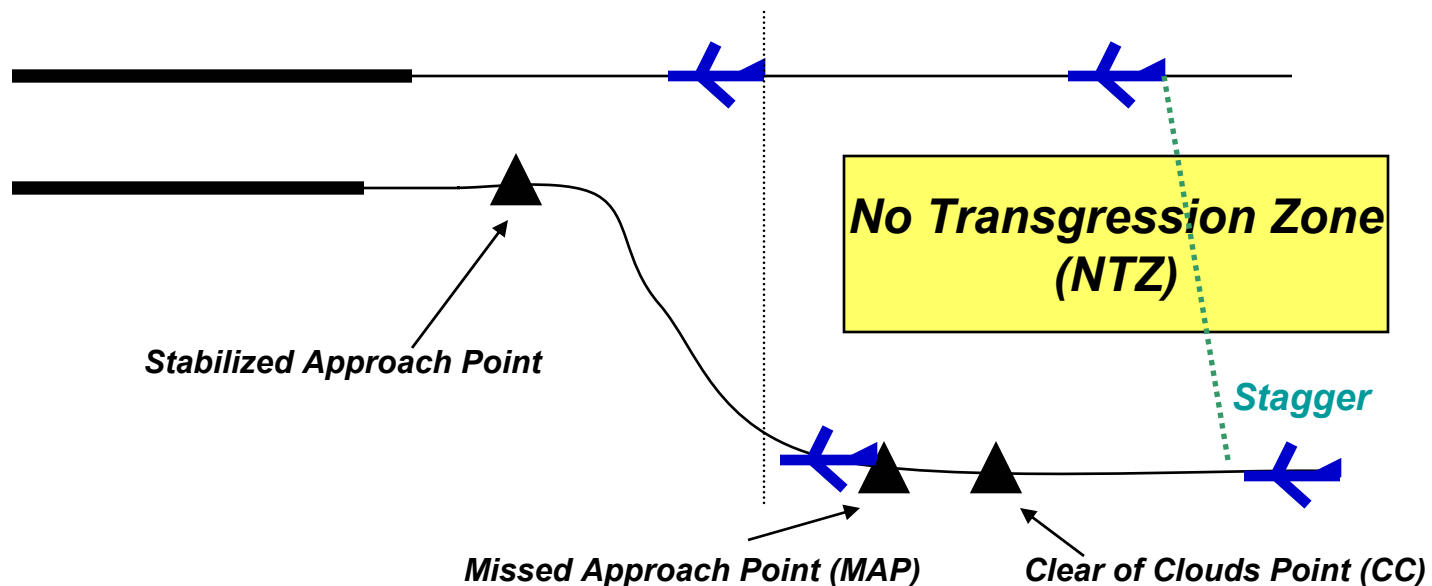 No Transgression Zone
(NTZ)
Stabilized Approach Point
Stagger
Missed Approach Point (MAP)
Clear of Clouds Point (CC)